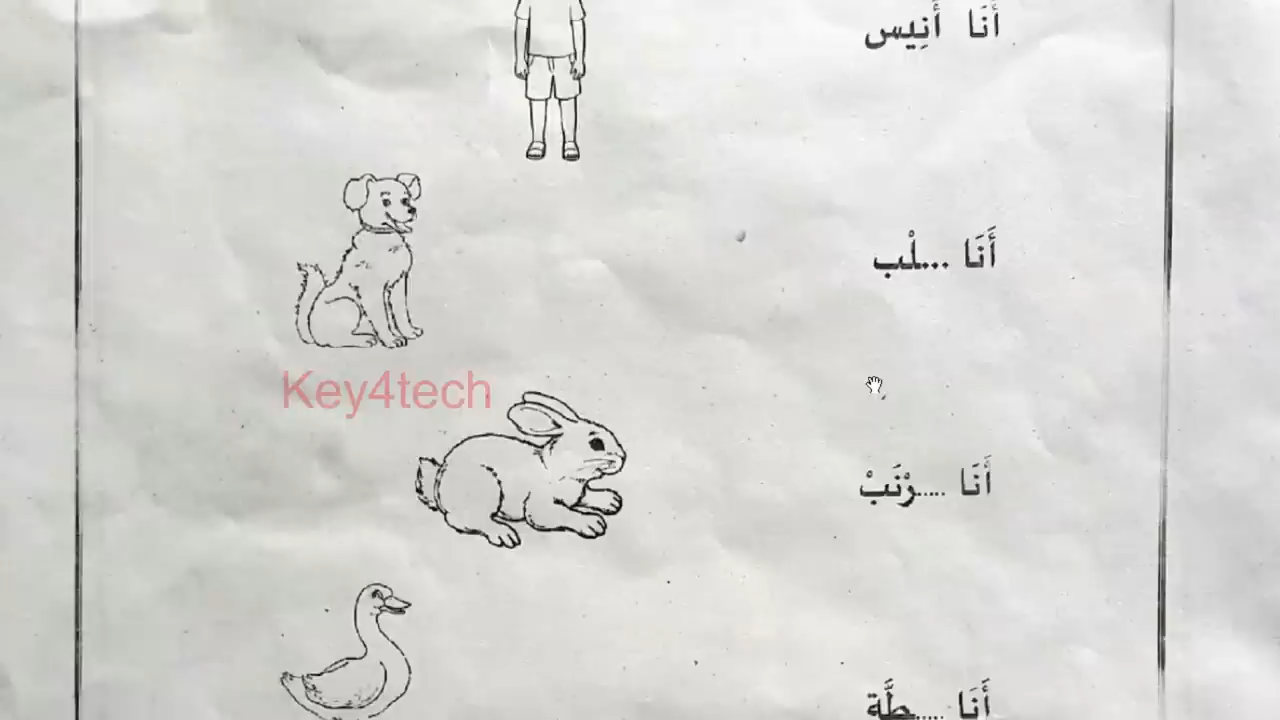 أَنَا أَنِيس
أَنَا ...لْب
Key4tech
أَنَا .....رْنَبْ
أَنَا .....طَّة